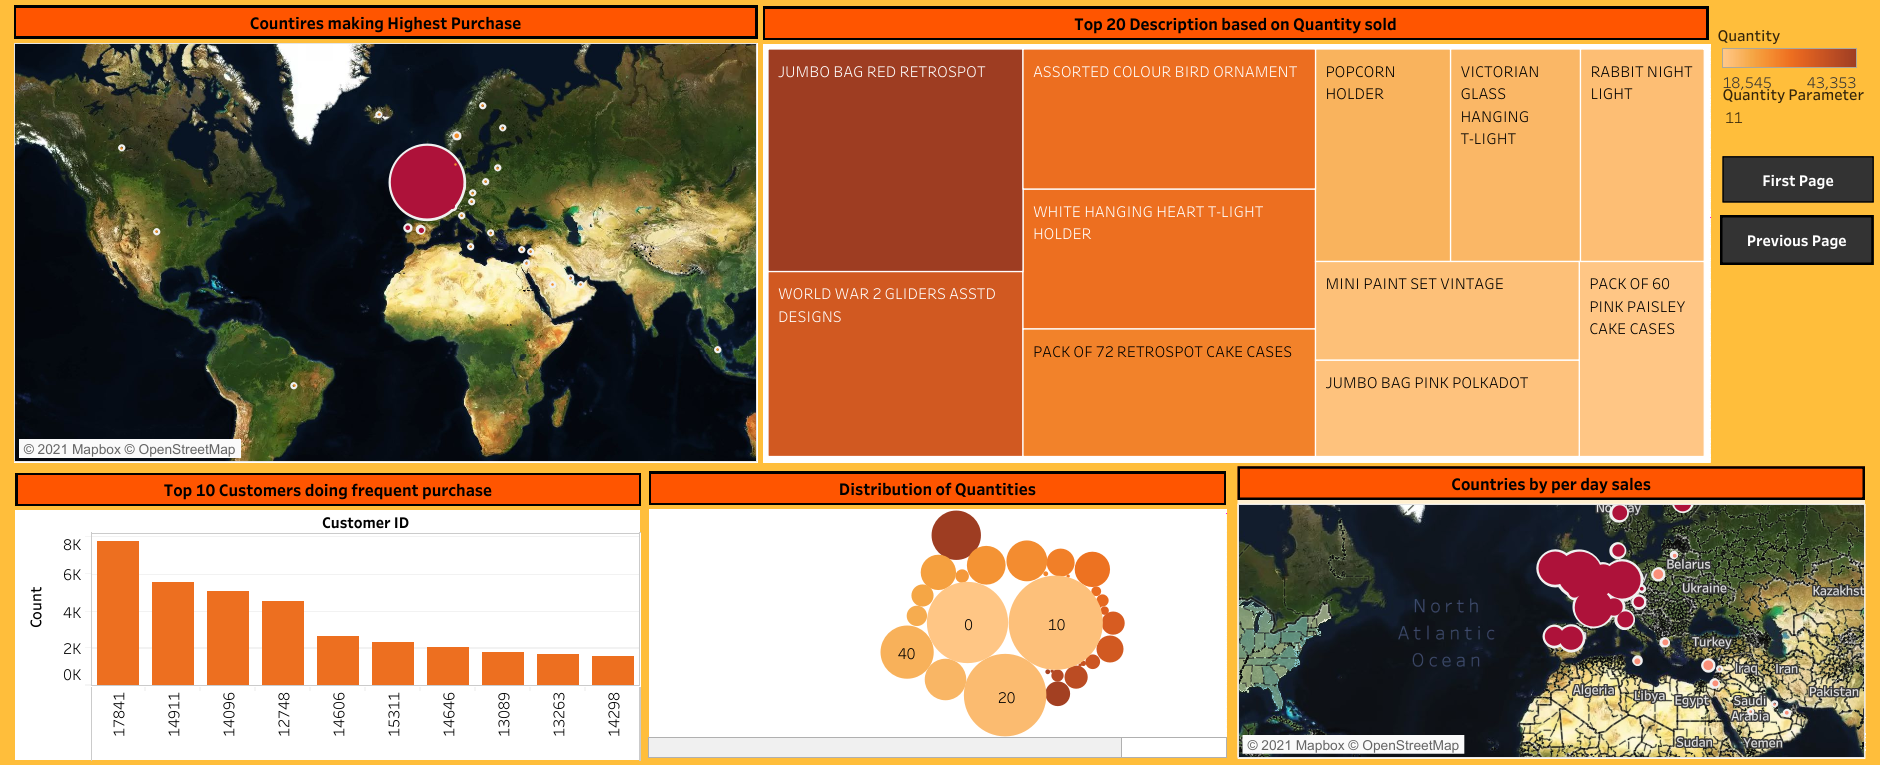 Countires making Highest Purchase
© 2021 Mapbox © OpenStreetMap
Top 20 Description based on Quantity sold
JUMBO BAG RED RETROSPOT
WORLD WAR 2 GLIDERS ASSTD
DESIGNS
ASSORTED COLOUR BIRD ORNAMENT
WHITE HANGING HEART T-LIGHT
HOLDER
PACK OF 72 RETROSPOT CAKE CASES
POPCORN
HOLDER
VICTORIAN
GLASS
HANGING
T-LIGHT
RABBIT NIGHT
LIGHT
MINI PAINT SET VINTAGE
JUMBO BAG PINK POLKADOT
PACK OF 60
PINK PAISLEY
CAKE CASES
Quantity
18,545 43,353
Quantity Parameter
11
First Page
Previous Page
Top 10 Customers doing frequent purchase
Customer ID
Count
8K
6K
4K
2K
0K
17841
14911
14096
12748
14606
15311
14646
13089
13263
14298
Distribution of Quantities
0
10
40
20
Countries by per day sales
Norway
Belarus
Ukraine
Kazakhst
North
Atlantic
Ocean
Turkey
Iraq
Iran
Algeria
Libya
Egypt
Saudi
Arabia
Pakistan
Sudan
Yemen
© 2021 Mapbox © OpenStreetMap